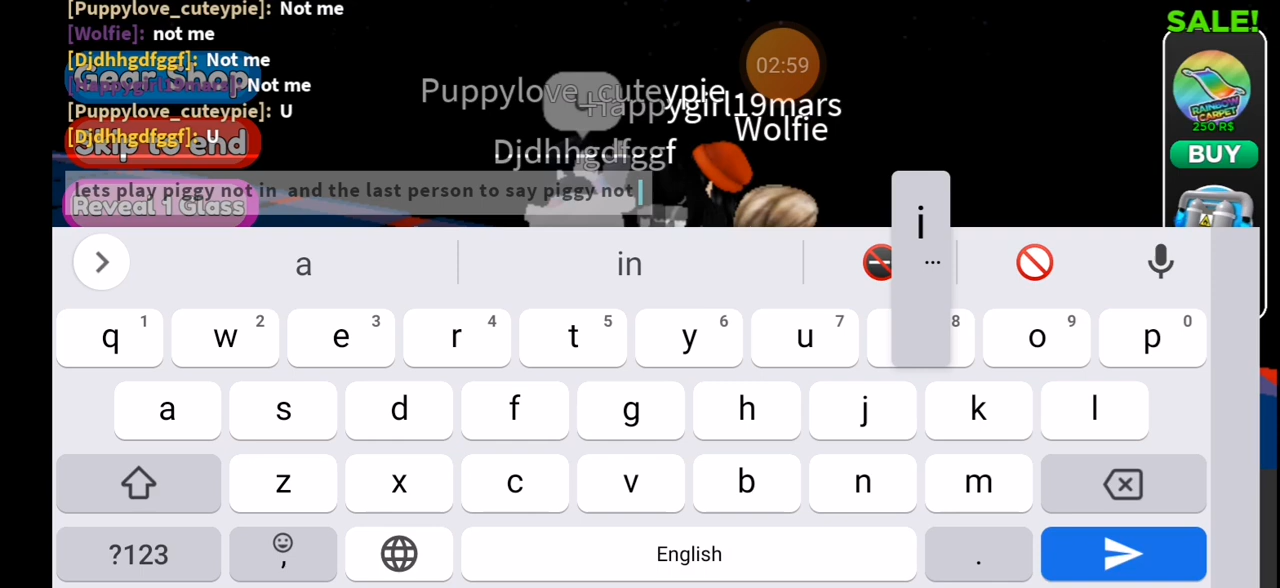 [Puppylove_cuteypie]: Not me
[Wolfie]: not me
[Djdhhgdfggf]: Not me
Gear Shop
[Happygirl19mars]: Not me
[Puppylove_cuteypie]: U
[Djdhhgdfggf]: U
Skip to end
lets play piggy not in  and the last person to say piggy not
Reveal 1 Glass
02:59
Puppylove_cuteypie
Happygirl19mars
Wolfie
Djdhhgdfggf
SALE!
RAINBOW
CARPET
250 R$
BUY
i
...
a in
q 1 w 2 e 3 r 4 t 5 y 6 u 7 8 o 9 p 0
a s d f g h j k l
z x c v b n m
?123 , English .